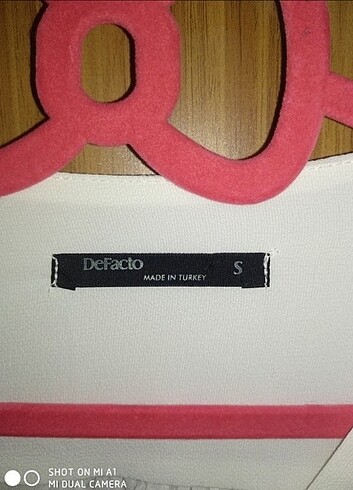 DeFacto S
MADE IN TURKEY
SHOT ON MI A1
MI DUAL CAMERA